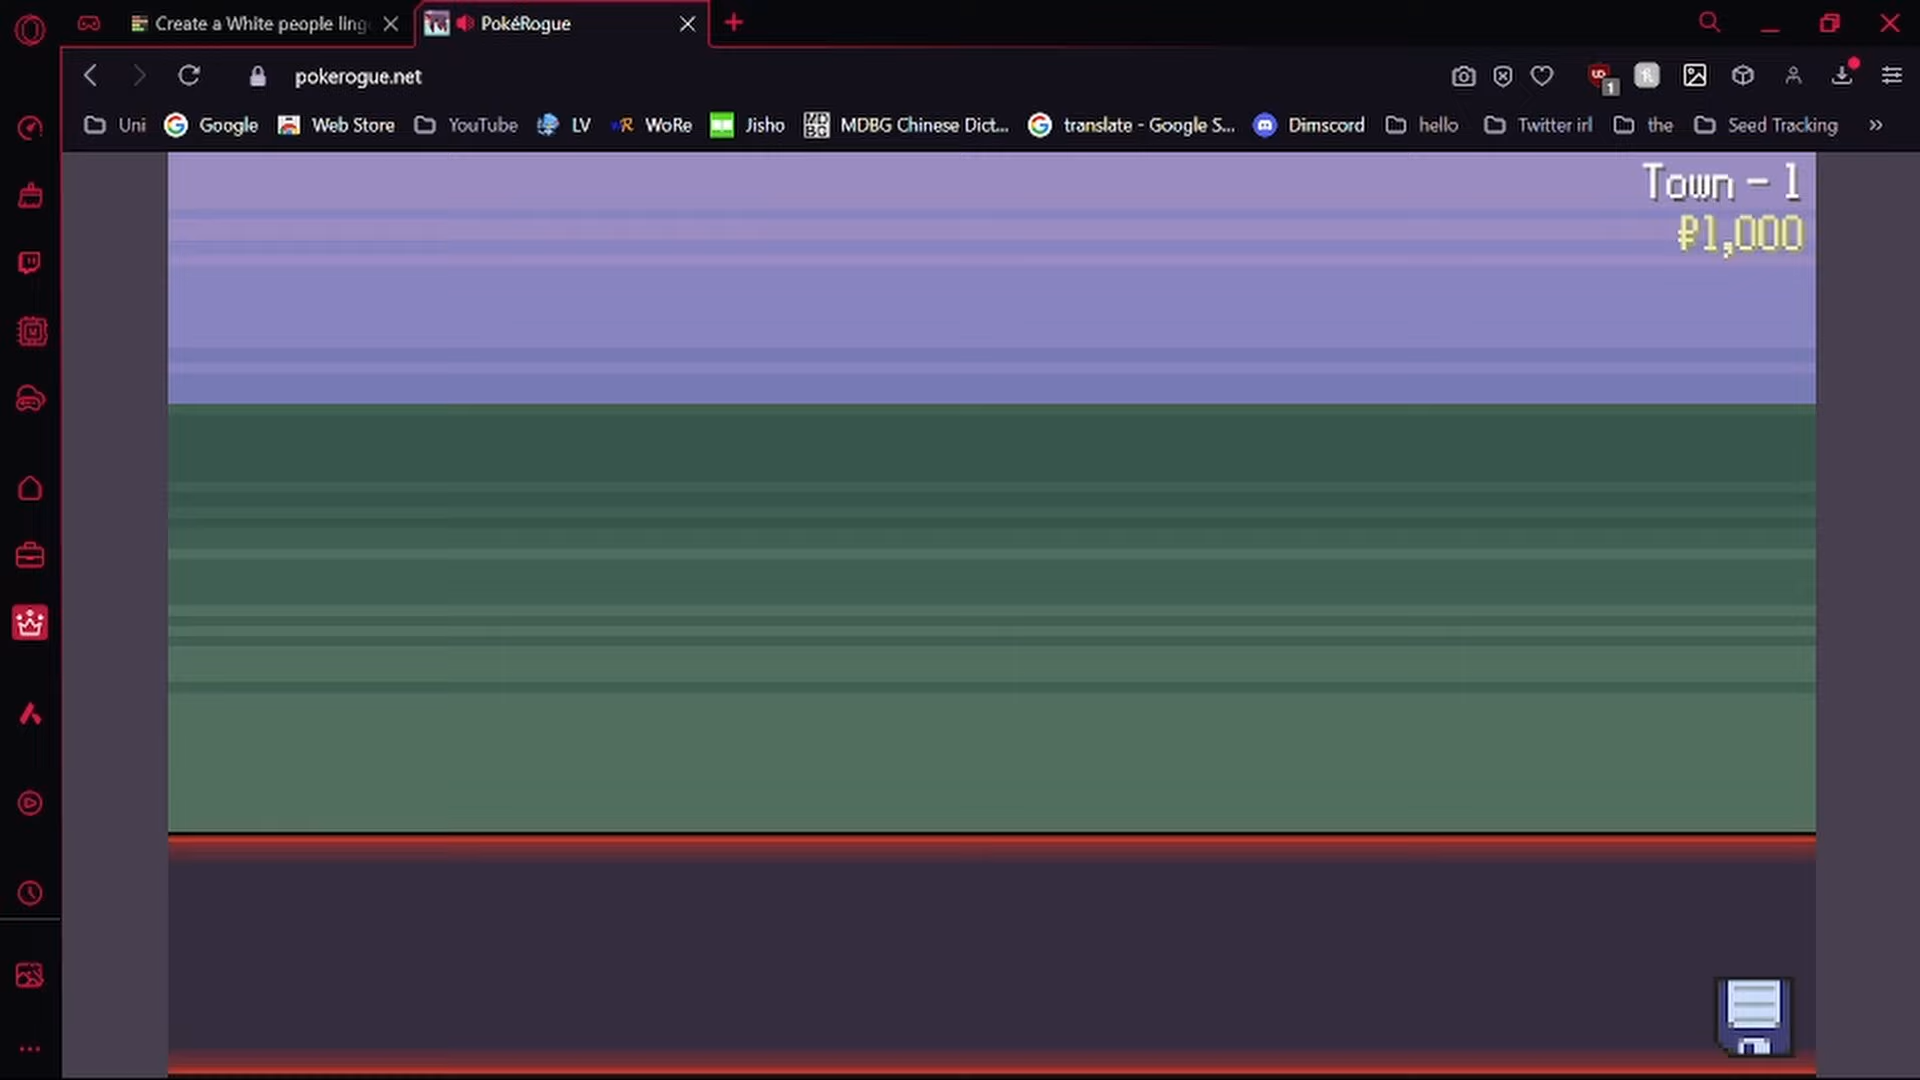 Create a White people ling
PokéRogue
pokerogue.net
1
Uni
Google
Web Store
YouTube
LV
WoRe
Jisho
MDBG Chinese Dict...
translate - Google S...
Dimscord
hello
Twitter irl
the
Seed Tracking
Town - 1
₽1,000